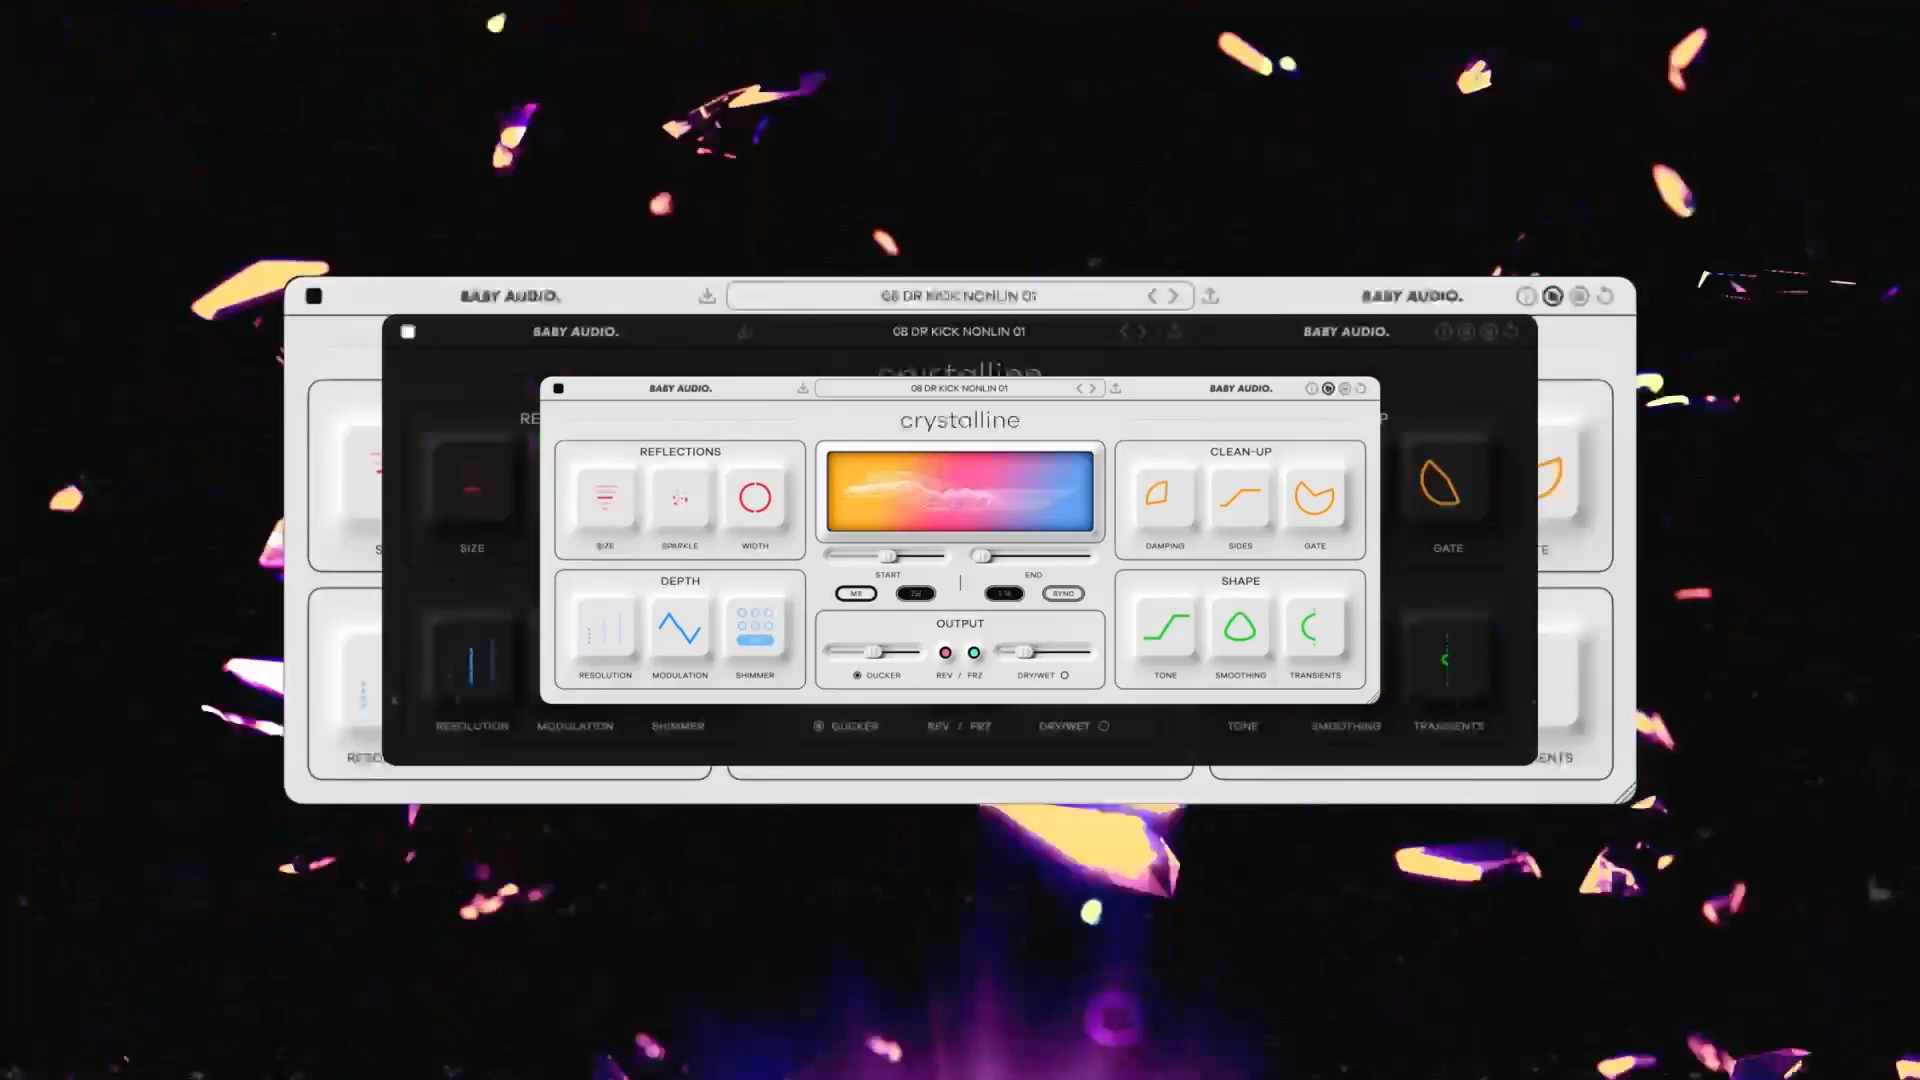 BABY AUDIO. 08 DR KICK NONLIN 01 BABY AUDIO.
BABY AUDIO. 08 DR KICK NONLIN 01 BABY AUDIO.
crystalline
BABY AUDIO. 08 DR KICK NONLIN 01 BABY AUDIO.
crystalline
REFLECTIONS
SIZE SPARKLE WIDTH
DEPTH
RESOLUTION MODULATION SHIMMER
START END
MS SYNC
OUTPUT
DUCKER REV / FRZ DRY/WET
CLEAN-UP
DAMPING SIDES GATE
SHAPE
TONE SMOOTHING TRANSIENTS
SIZE GATE
RESOLUTION MODULATION SHIMMER DUCKER REV / FRZ DRY/WET TONE SMOOTHING TRANSIENTS